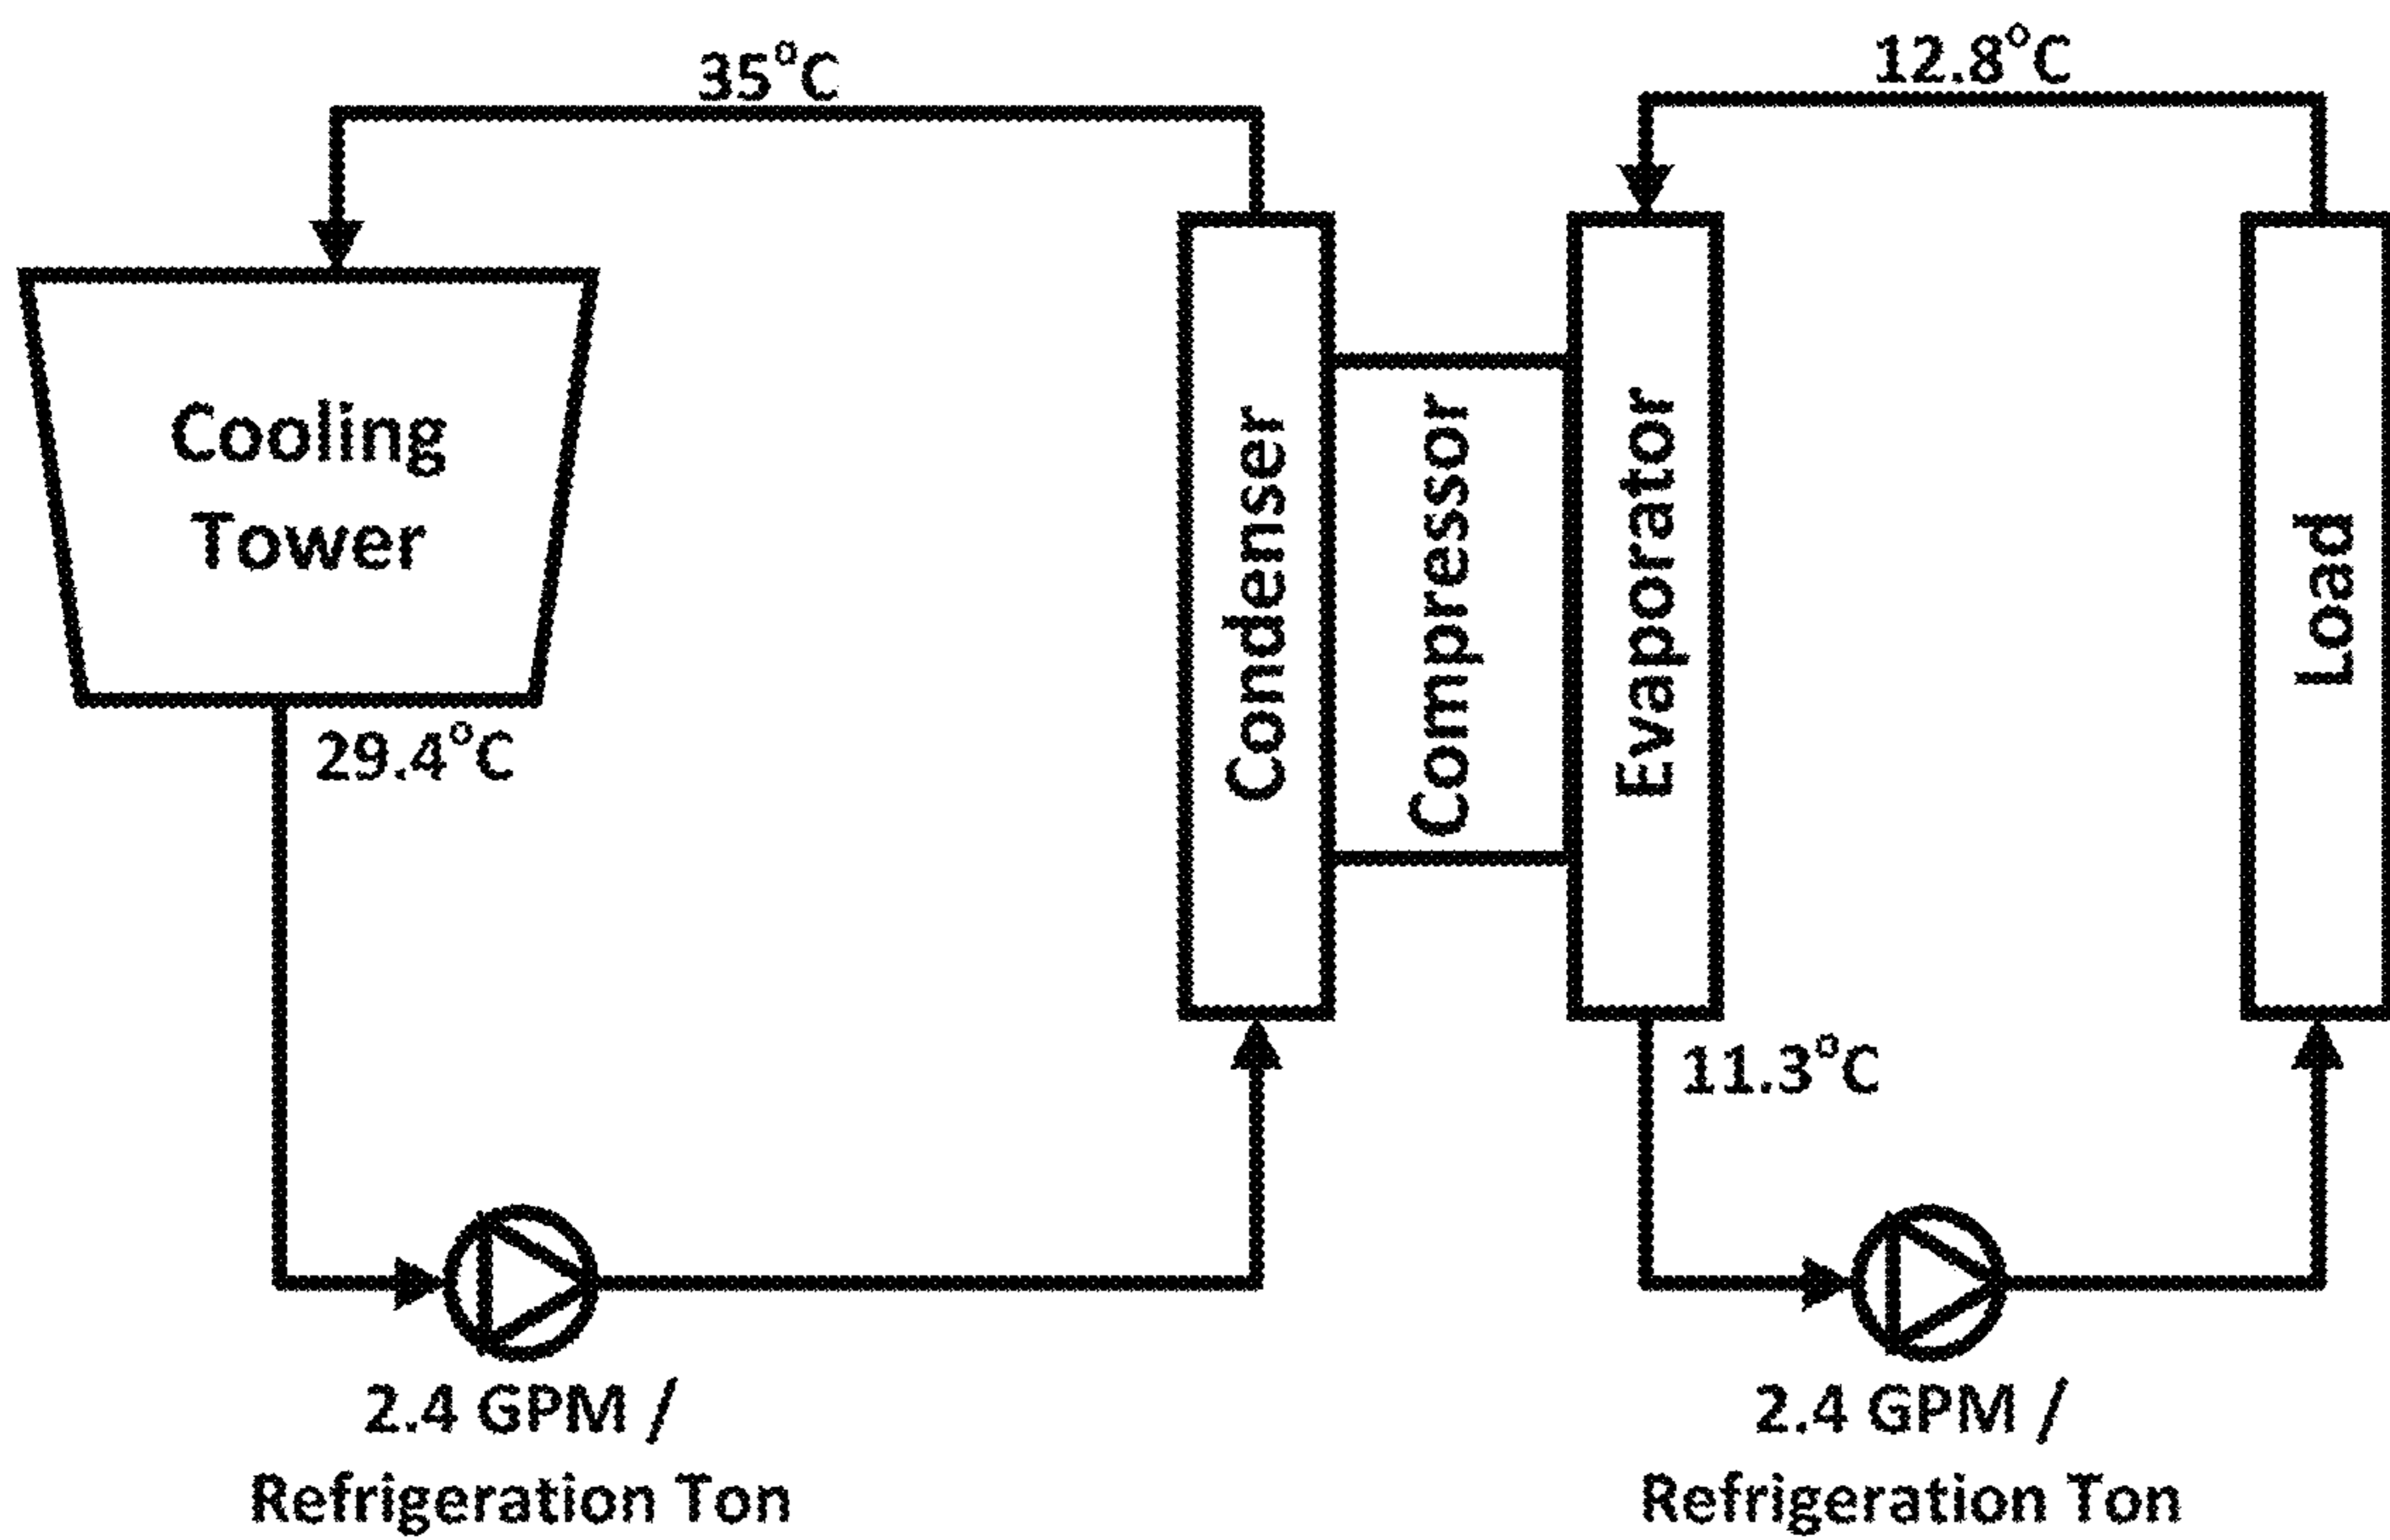 35°C
12.8°C
Cooling
Tower
Condenser
Compressor
Evaporator
Load
29.4°C
11.3°C
2.4 GPM /
Refrigeration Ton
2.4 GPM /
Refrigeration Ton